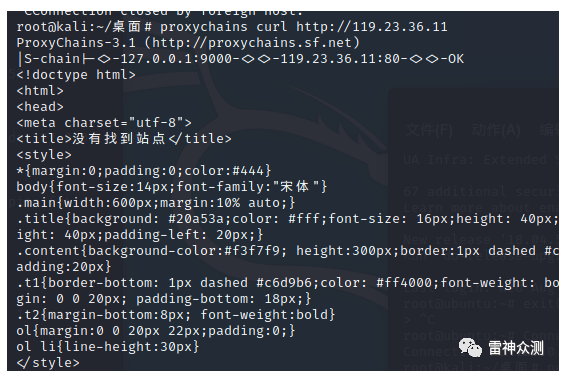 Connection closed by foreign host.
root@kali:~/桌面# proxychains curl http://119.23.36.11
ProxyChains-3.1 (http://proxychains.sf.net)
|S-chain|-<>-127.0.0.1:9000-<><>-119.23.36.11:80-<><>-OK
<!doctype html>
<html>
<head>
<meta charset="utf-8">
<title>没有找到站点</title>
<style>
*{margin:0;padding:0;color:#444}
body{font-size:14px;font-family:"宋体"}
.main{width:600px;margin:10% auto;}
.title{background: #20a53a;color: #fff;font-size: 16px;height: 40px;
ight: 40px;padding-left: 20px;}
.content{background-color:#f3f7f9; height:300px;border:1px dashed #c
adding:20px}
.t1{border-bottom: 1px dashed #c6d9b6;color: #ff4000;font-weight: bo
gin: 0 0 20px; padding-bottom: 18px;}
.t2{margin-bottom:8px; font-weight:bold}
ol{margin:0 0 20px 22px;padding:0;}
ol li{line-height:30px}
</style>
文件(F) 动作(A) 编
UA Infra: Extended
67 additional secur
雷神众测